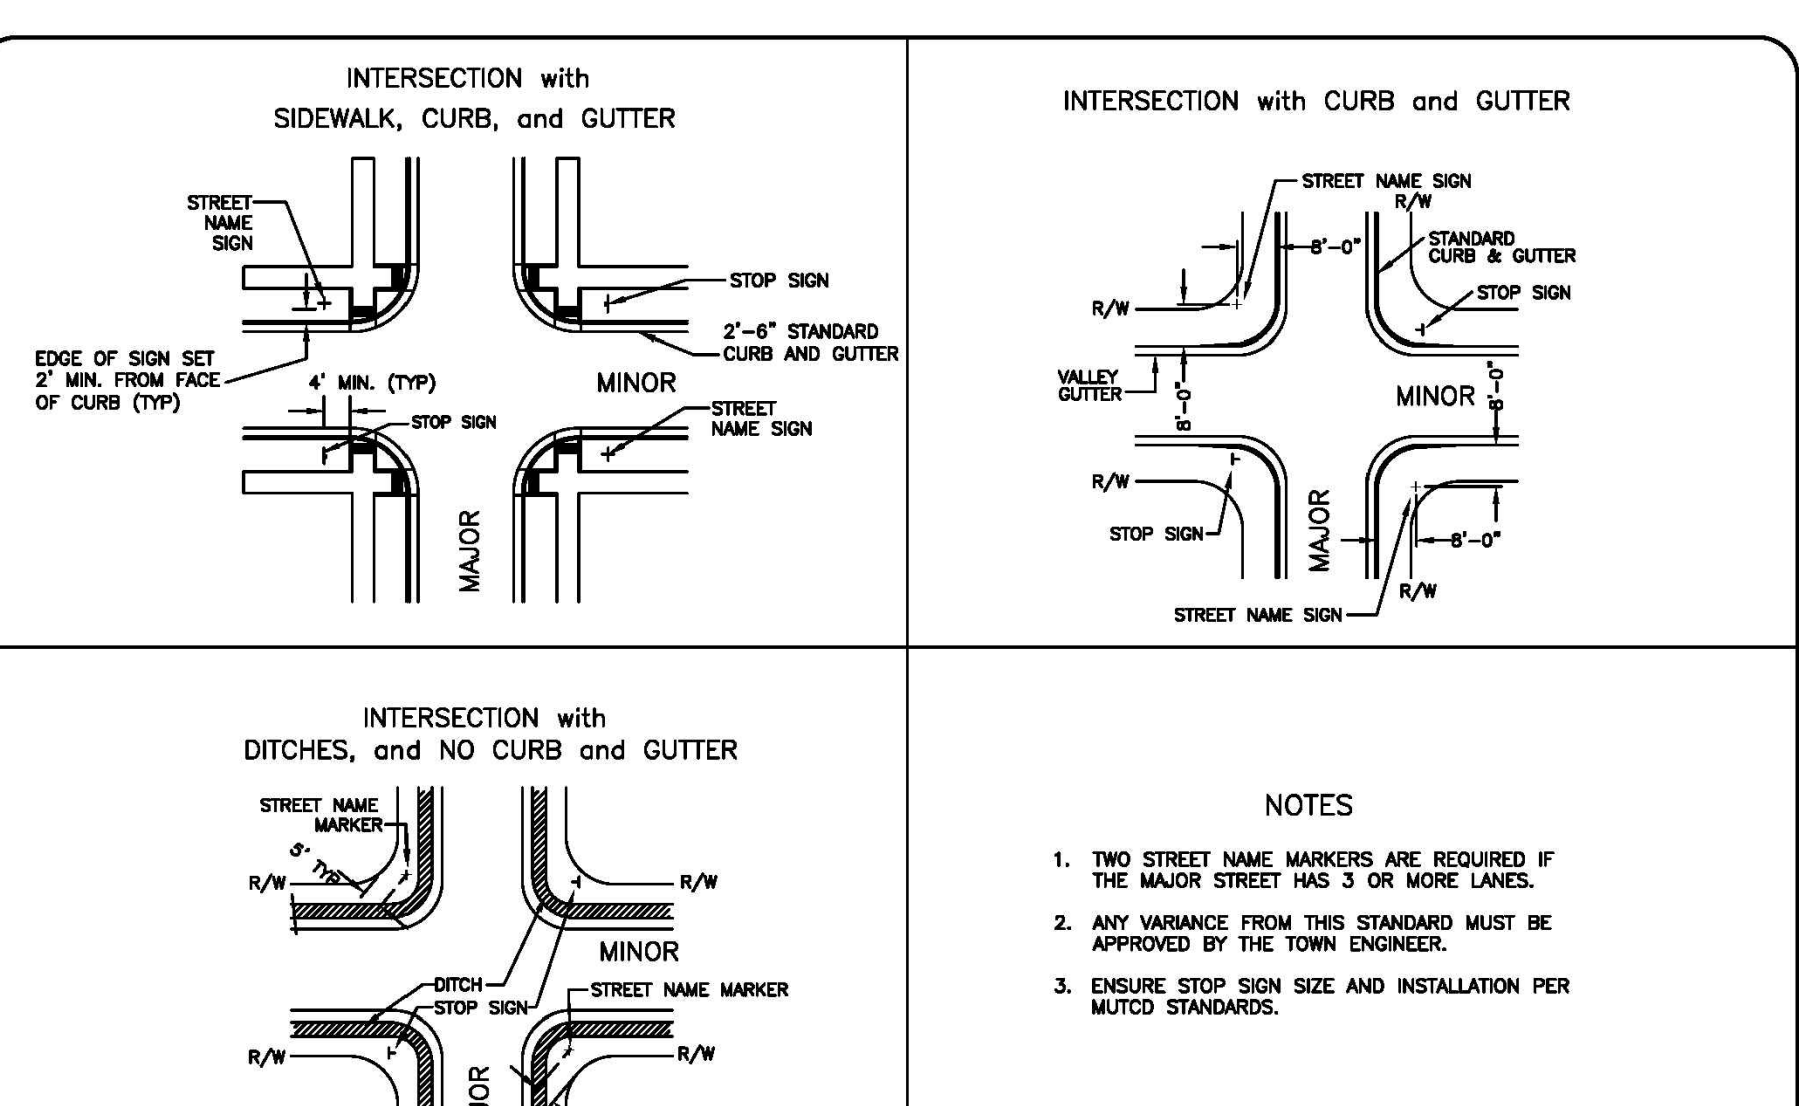 INTERSECTION with
SIDEWALK, CURB, and GUTTER
STREET
NAME
SIGN
STOP SIGN
2'-6" STANDARD
CURB AND GUTTER
EDGE OF SIGN SET
2' MIN. FROM FACE
OF CURB (TYP)
4' MIN. (TYP)
MINOR
STOP SIGN
STREET
NAME SIGN
MAJOR
INTERSECTION with CURB and GUTTER
STREET NAME SIGN
R/W
8'-0"
STANDARD
CURB & GUTTER
STOP SIGN
R/W
VALLEY
GUTTER
8'-0"
MINOR
8'-0"
R/W
STOP SIGN
MAJOR
8'-0"
R/W
STREET NAME SIGN
INTERSECTION with
DITCHES, and NO CURB and GUTTER
STREET NAME
MARKER
5' TYP
R/W
R/W
MINOR
DITCH
STREET NAME MARKER
STOP SIGN
R/W
R/W
NOTES
1. TWO STREET NAME MARKERS ARE REQUIRED IF
THE MAJOR STREET HAS 3 OR MORE LANES.
2. ANY VARIANCE FROM THIS STANDARD MUST BE
APPROVED BY THE TOWN ENGINEER.
3. ENSURE STOP SIGN SIZE AND INSTALLATION PER
MUTCD STANDARDS.